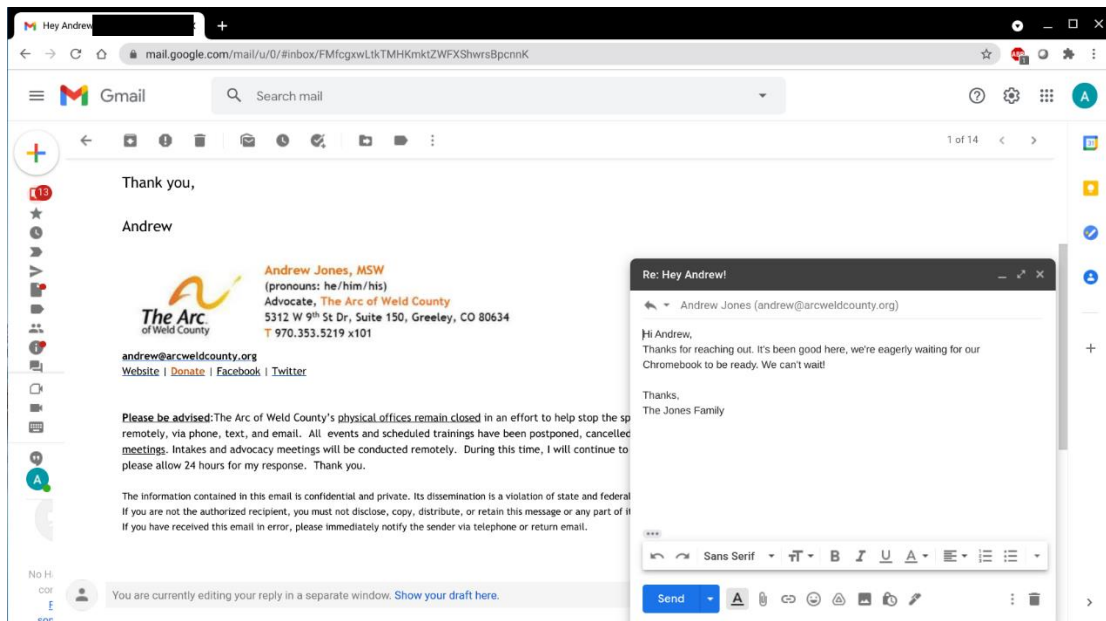 Hey Andrew
mail.google.com/mail/u/0/#inbox/FMfcgxwLtkTMHKmktZWFXShwrsBpcnnK
ABP
1
Gmail
Search mail
A
1 of 14
31
13
Thank you,
Andrew
Andrew Jones, MSW
(pronouns: he/him/his)
Advocate, The Arc of Weld County
5312 W 9th St Dr, Suite 150, Greeley, CO 80634
T 970.353.5219 x101
The Arc
of Weld County
andrew@arcweldcounty.org
Website | Donate | Facebook | Twitter
Please be advised:The Arc of Weld County's physical offices remain closed in an effort to help stop the sp
remotely, via phone, text, and email. All events and scheduled trainings have been postponed, cancelled
meetings. Intakes and advocacy meetings will be conducted remotely. During this time, I will continue to
please allow 24 hours for my response. Thank you.
The information contained in this email is confidential and private. Its dissemination is a violation of state and federal
If you are not the authorized recipient, you must not disclose, copy, distribute, or retain this message or any part of it
If you have received this email in error, please immediately notify the sender via telephone or return email.
A
No H
cor
F
You are currently editing your reply in a separate window. Show your draft here.
Re: Hey Andrew!
Andrew Jones (andrew@arcweldcounty.org)
Hi Andrew,
Thanks for reaching out. It's been good here, we're eagerly waiting for our
Chromebook to be ready. We can't wait!
Thanks,
The Jones Family
Sans Serif
B I U A
Send
A